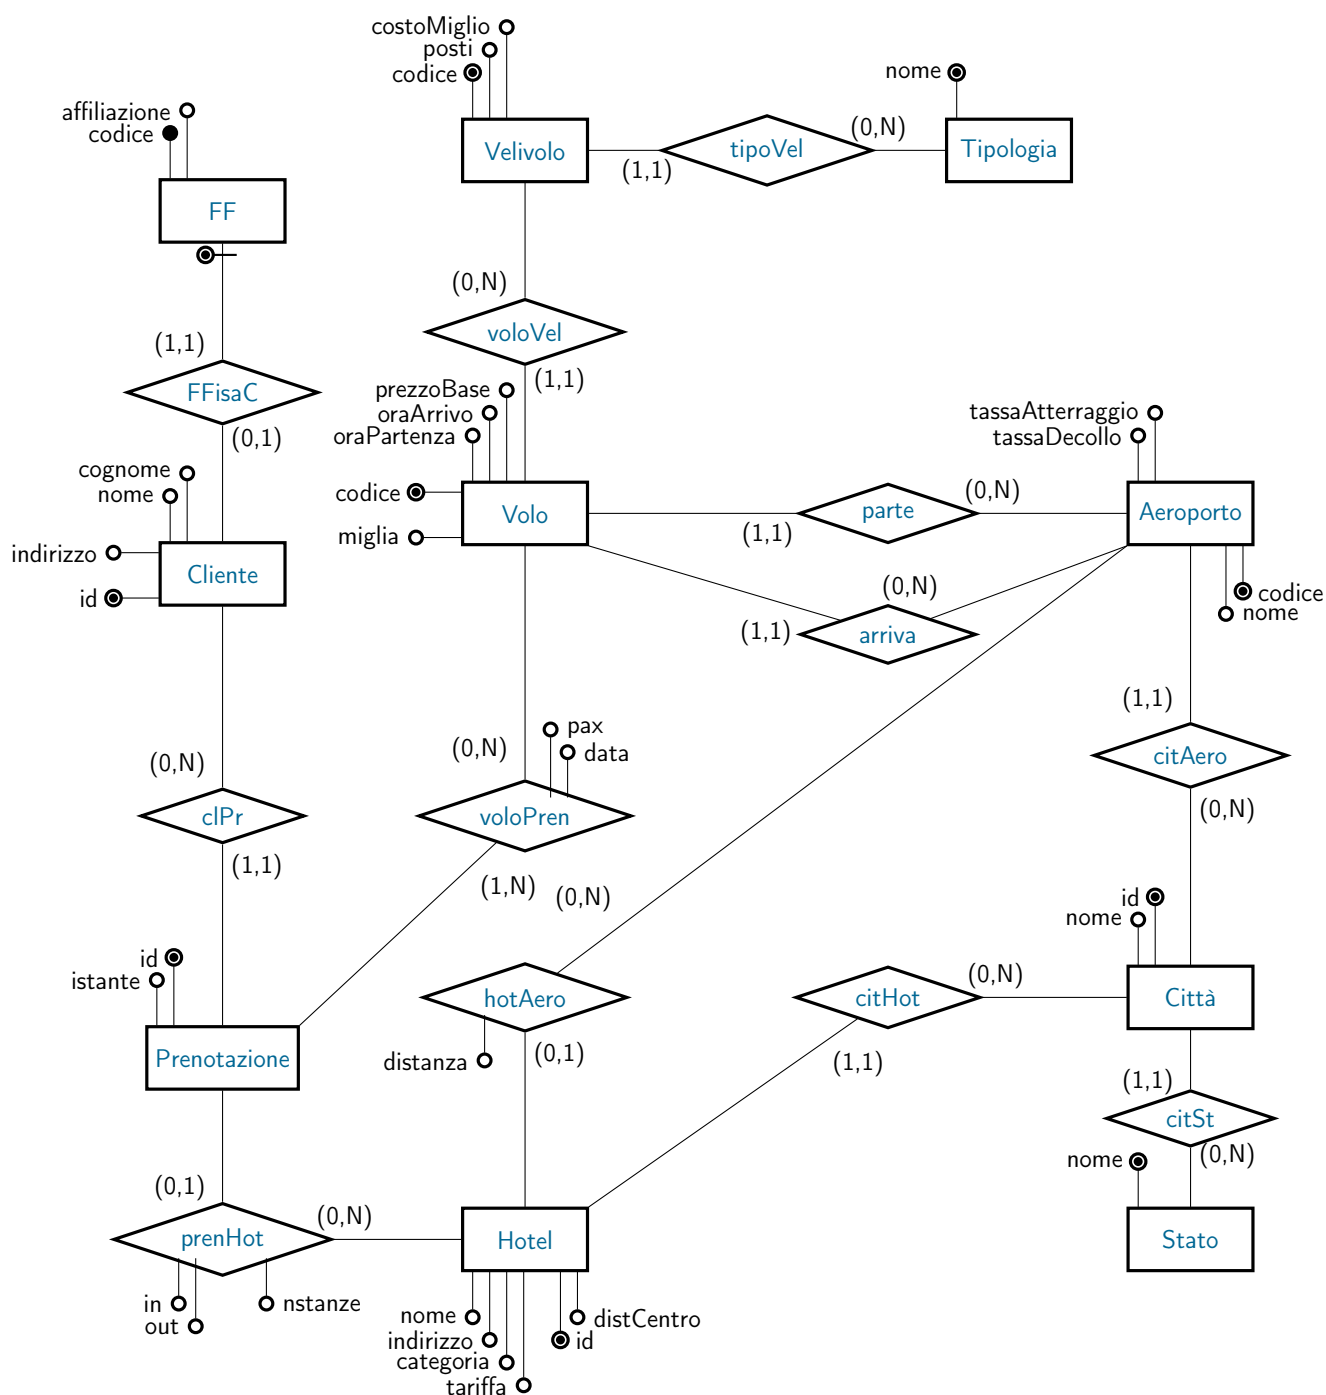 costoMiglio
posti
codice
nome
affiliazione
codice
Velivolo
(1,1)
tipoVel
(0,N)
Tipologia
FF
(0,N)
voloVel
(1,1)
(1,1)
FFisaC
(0,1)
prezzoBase
oraArrivo
oraPartenza
codice
miglia
Volo
(1,1)
parte
(0,N)
tassaAtterraggio
tassaDecollo
Aeroporto
codice
nome
cognome
nome
indirizzo
id
Cliente
(0,N)
(1,1)
arriva
(1,1)
citAero
(0,N)
(0,N)
clPr
(1,1)
(0,N)
pax
data
voloPren
(1,N)
(0,N)
id
nome
Città
id
istante
Prenotazione
hotAero
distanza
(0,1)
citHot
(0,N)
(1,1)
(1,1)
citSt
(0,N)
nome
Stato
(0,1)
prenHot
(0,N)
in
out
nstanze
Hotel
nome
indirizzo
categoria
tariffa
distCentro
id